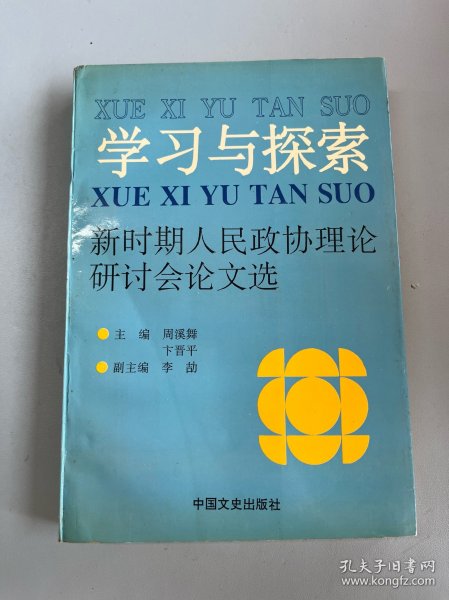 XUE XI YU TAN SUO
学习与探索
XUE XI YU TAN SUO
新时期人民政协理论
研讨会论文选
主 编 周溪舞
卞晋平
副主编 李 劼
中国文史出版社
孔夫子旧书网
www.kongfz.com